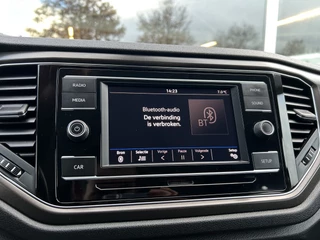 RADIO
MEDIA
CAR
14:23
7.0°C
Bluetooth-audio
De verbinding
is verbroken.
BT
Bron
Selectie
Vorige
Pauze
Volgende
Setup
PHONE
SOUND
SETUP